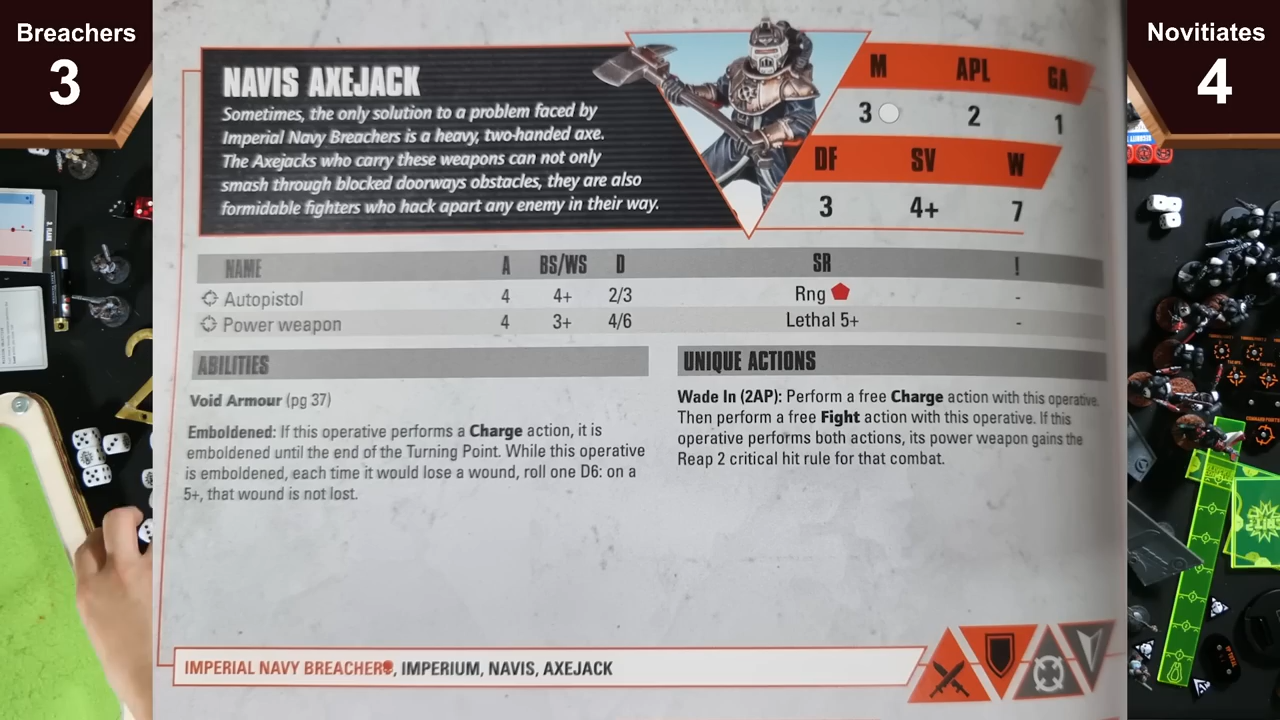 Breachers
3
Novitiates
4
NAVIS AXEJACK
Sometimes, the only solution to a problem faced by
Imperial Navy Breachers is a heavy, two-handed axe.
The Axejacks who carry these weapons can not only
smash through blocked doorways obstacles, they are also
formidable fighters who hack apart any enemy in their way.
M APL GA
3 2 1
DF SV W
3 4+ 7
NAME A BS/WS D SR !
Autopistol 4 4+ 2/3 Rng -
Power weapon 4 3+ 4/6 Lethal 5+ -
ABILITIES
Void Armour (pg 37)
Emboldened: If this operative performs a Charge action, it is
emboldened until the end of the Turning Point. While this operative
is emboldened, each time it would lose a wound, roll one D6: on a
5+, that wound is not lost.
UNIQUE ACTIONS
Wade In (2AP): Perform a free Charge action with this operative.
Then perform a free Fight action with this operative. If this
operative performs both actions, its power weapon gains the
Reap 2 critical hit rule for that combat.
IMPERIAL NAVY BREACHER, IMPERIUM, NAVIS, AXEJACK